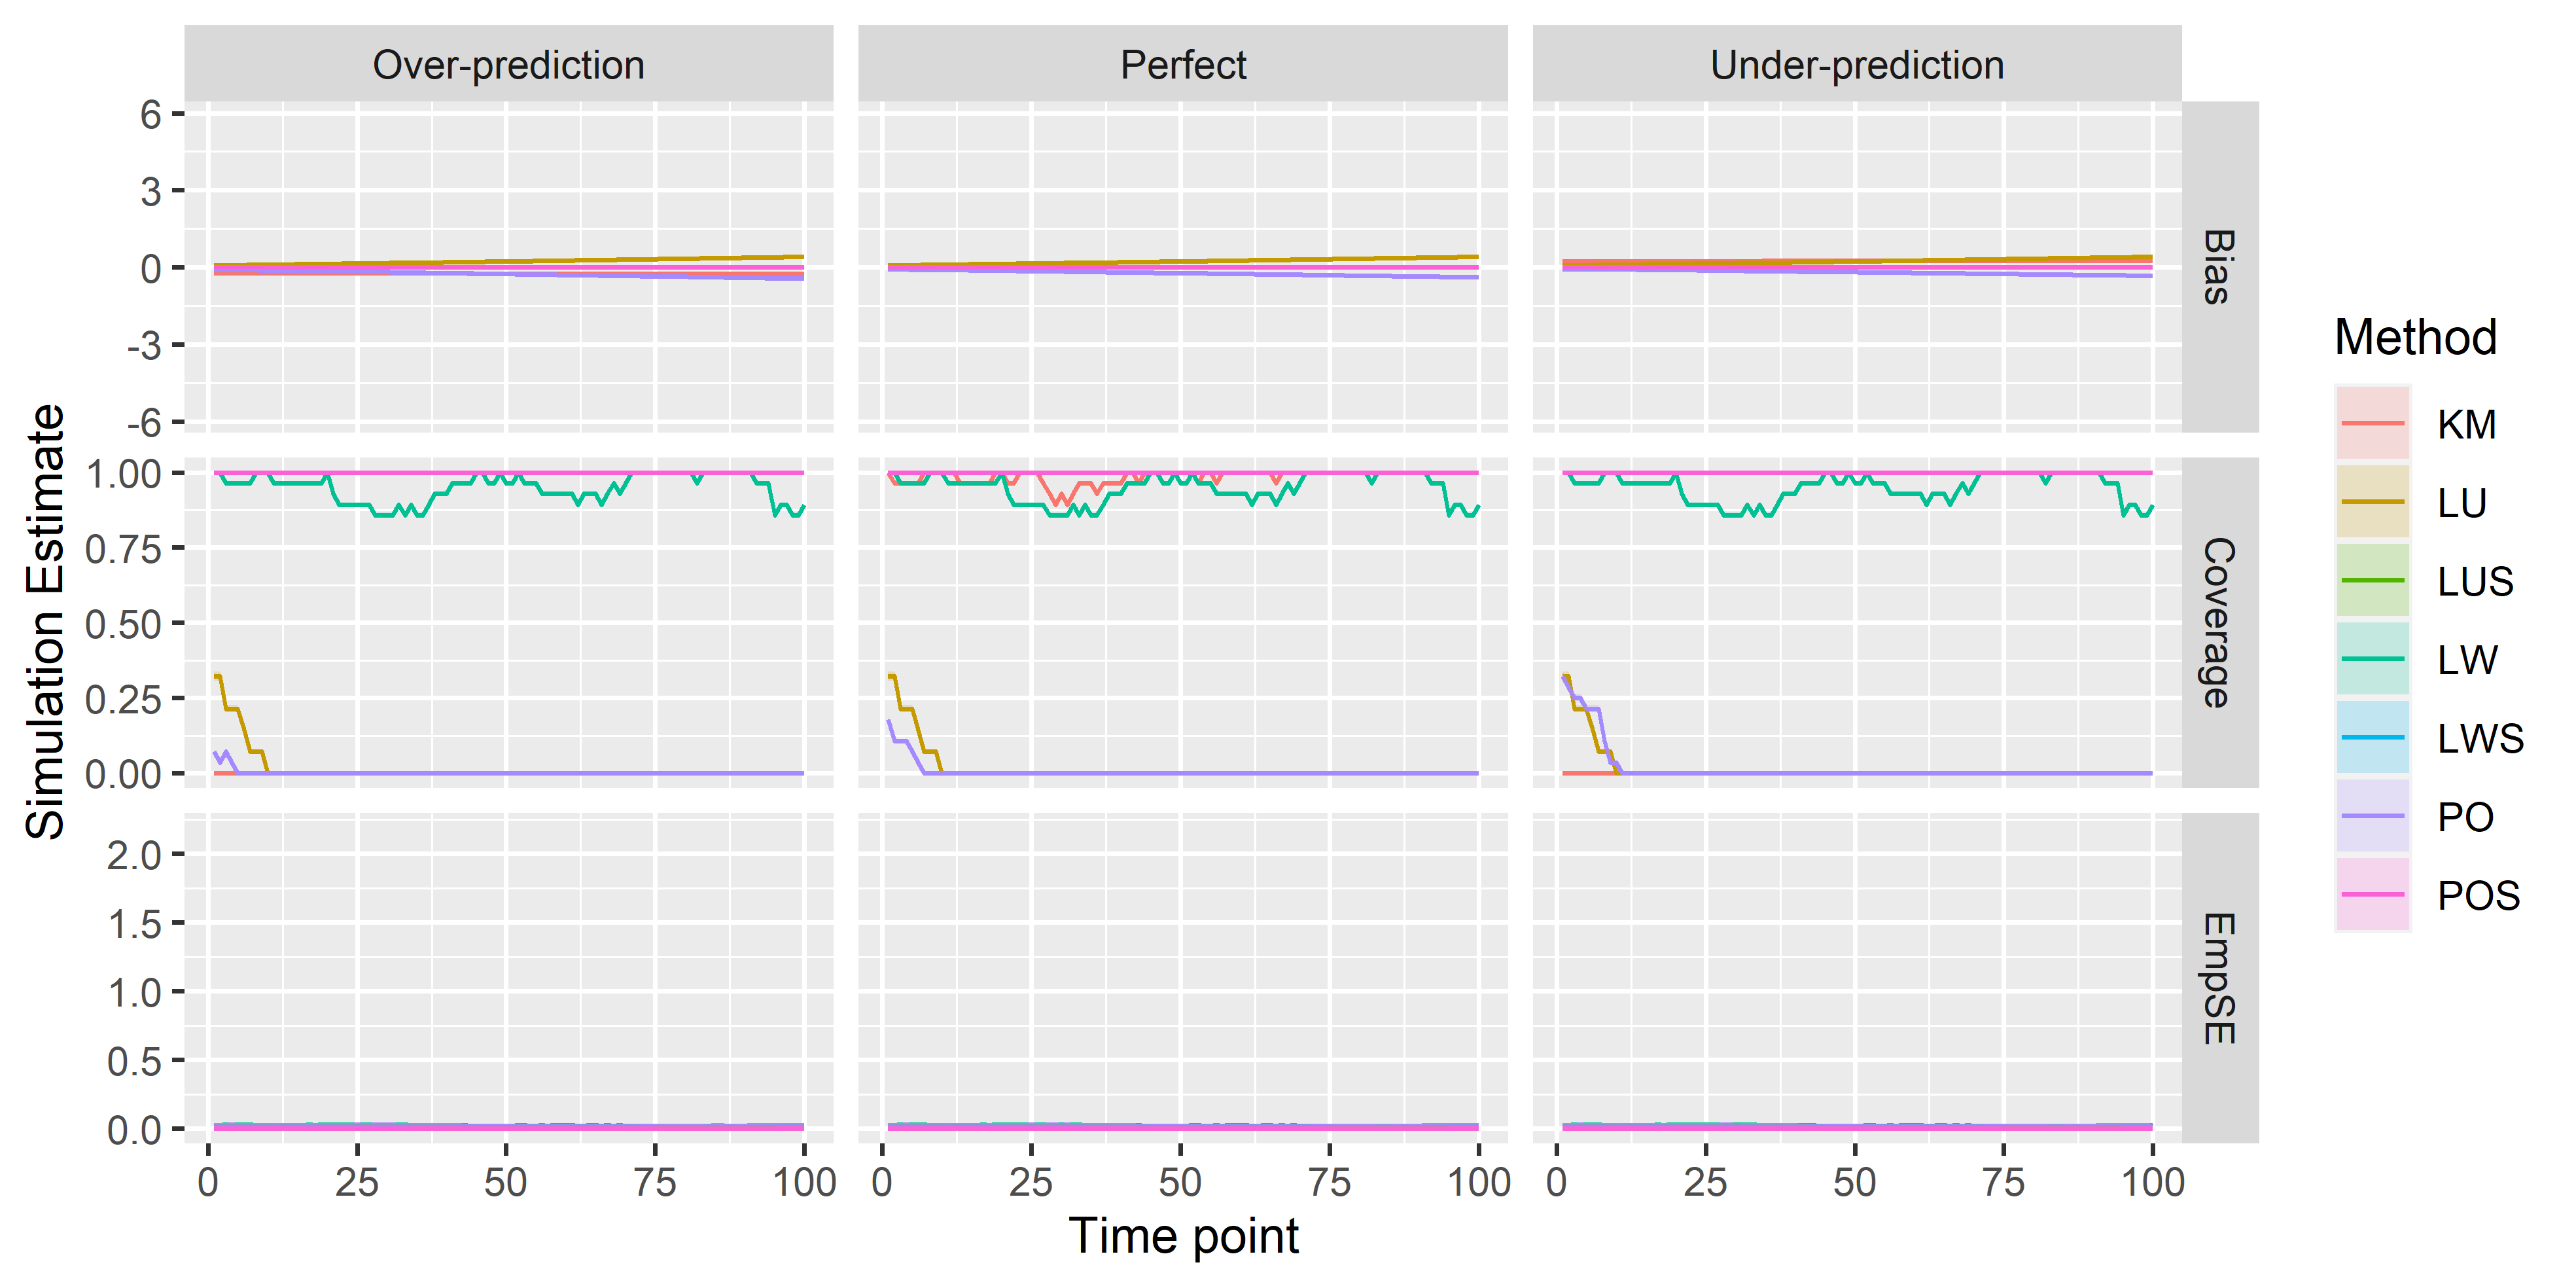 Over-prediction Perfect Under-prediction
6
3
0
-3
-6
Bias
1.00
0.75
0.50
0.25
0.00
Coverage
2.0
1.5
1.0
0.5
0.0
EmpSE
Simulation Estimate
0 25 50 75 100 0 25 50 75 100 0 25 50 75 100
Time point
Method
KM
LU
LUS
LW
LWS
PO
POS